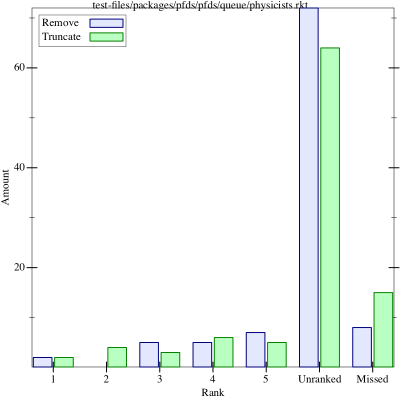 test-files/packages/pfds/pfds/queue/physicists.rkt
Remove
Truncate
60
40
20
Amount
1 2 3 4 5 Unranked Missed
Rank